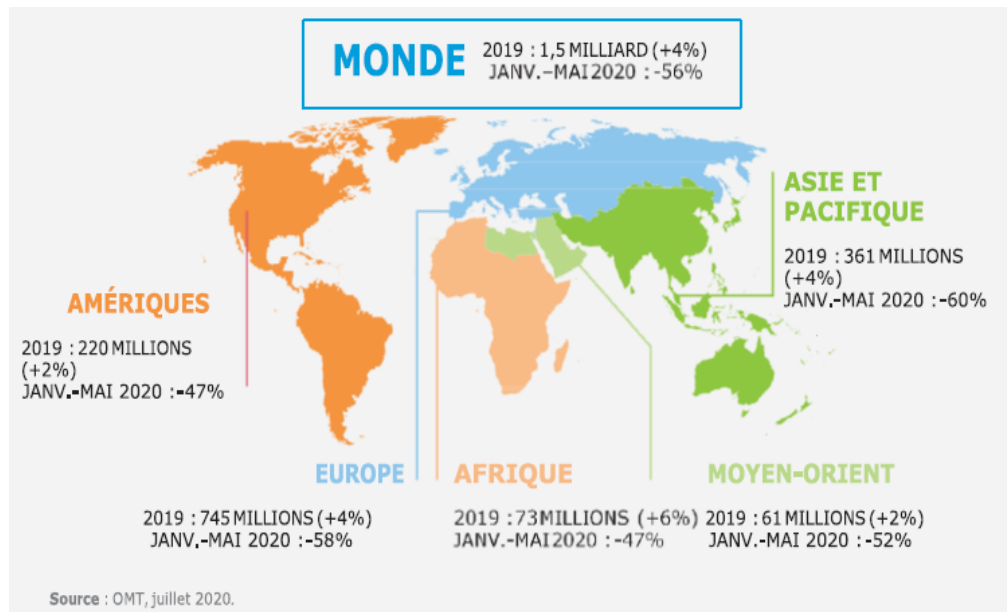 MONDE
2019 : 1,5 MILLIARD (+4%)
JANV.–MAI 2020 : -56%
ASIE ET
PACIFIQUE
2019 : 361 MILLIONS
(+4%)
JANV.-MAI 2020 : -60%
AMÉRIQUES
2019 : 220 MILLIONS
(+2%)
JANV.-MAI 2020 : -47%
EUROPE
2019 : 745 MILLIONS (+4%)
JANV.-MAI 2020 : -58%
AFRIQUE
2019 : 73 MILLIONS (+6%)
JANV.-MAI 2020 : -47%
MOYEN-ORIENT
2019 : 61 MILLIONS (+2%)
JANV.-MAI 2020 : -52%
Source : OMT, juillet 2020.